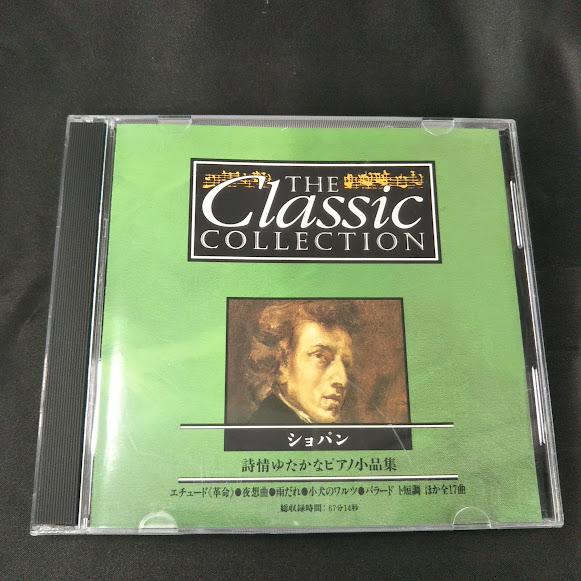 THE
Classic
COLLECTION
ショパン
詩情ゆたかなピアノ小品集
エチュード〈革命〉●夜想曲●雨だれ●小犬のワルツ●バラード ト短調 ほか全17曲
総収録時間：67分14秒